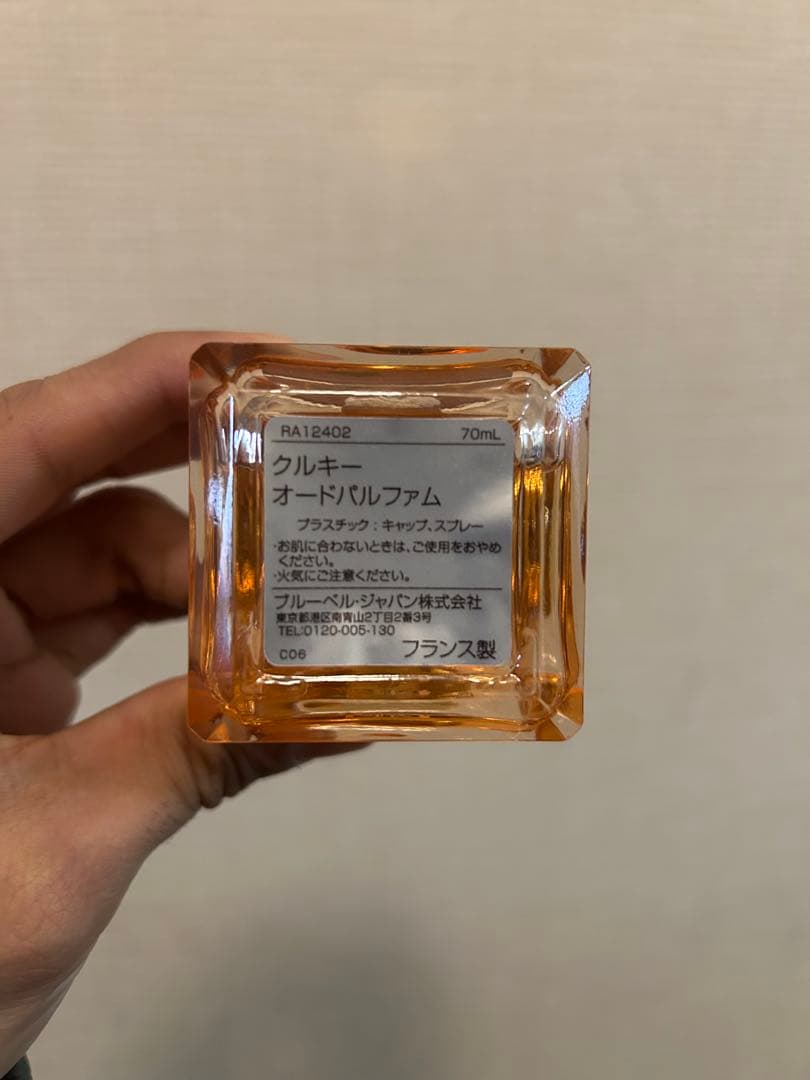 RA12402 70mL
クルキー
オードパルファム
プラスチック：キャップ、スプレー
・お肌に合わないときは、ご使用をおやめ
ください。
・火気にご注意ください。
ブルーベル・ジャパン株式会社
東京都港区南青山2丁目2番3号
TEL:0120-005-130
C06 フランス製